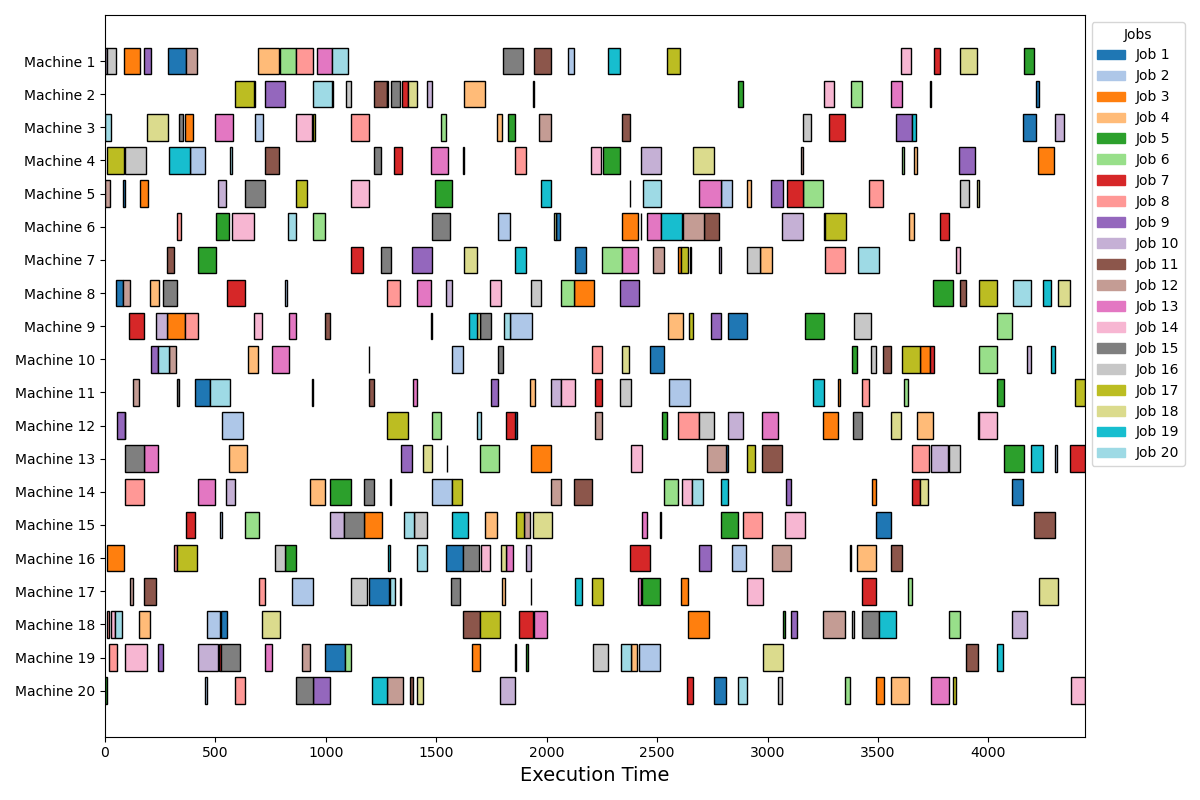 Machine 1
Machine 2
Machine 3
Machine 4
Machine 5
Machine 6
Machine 7
Machine 8
Machine 9
Machine 10
Machine 11
Machine 12
Machine 13
Machine 14
Machine 15
Machine 16
Machine 17
Machine 18
Machine 19
Machine 20
0 500 1000 1500 2000 2500 3000 3500 4000
Execution Time
Jobs
Job 1
Job 2
Job 3
Job 4
Job 5
Job 6
Job 7
Job 8
Job 9
Job 10
Job 11
Job 12
Job 13
Job 14
Job 15
Job 16
Job 17
Job 18
Job 19
Job 20